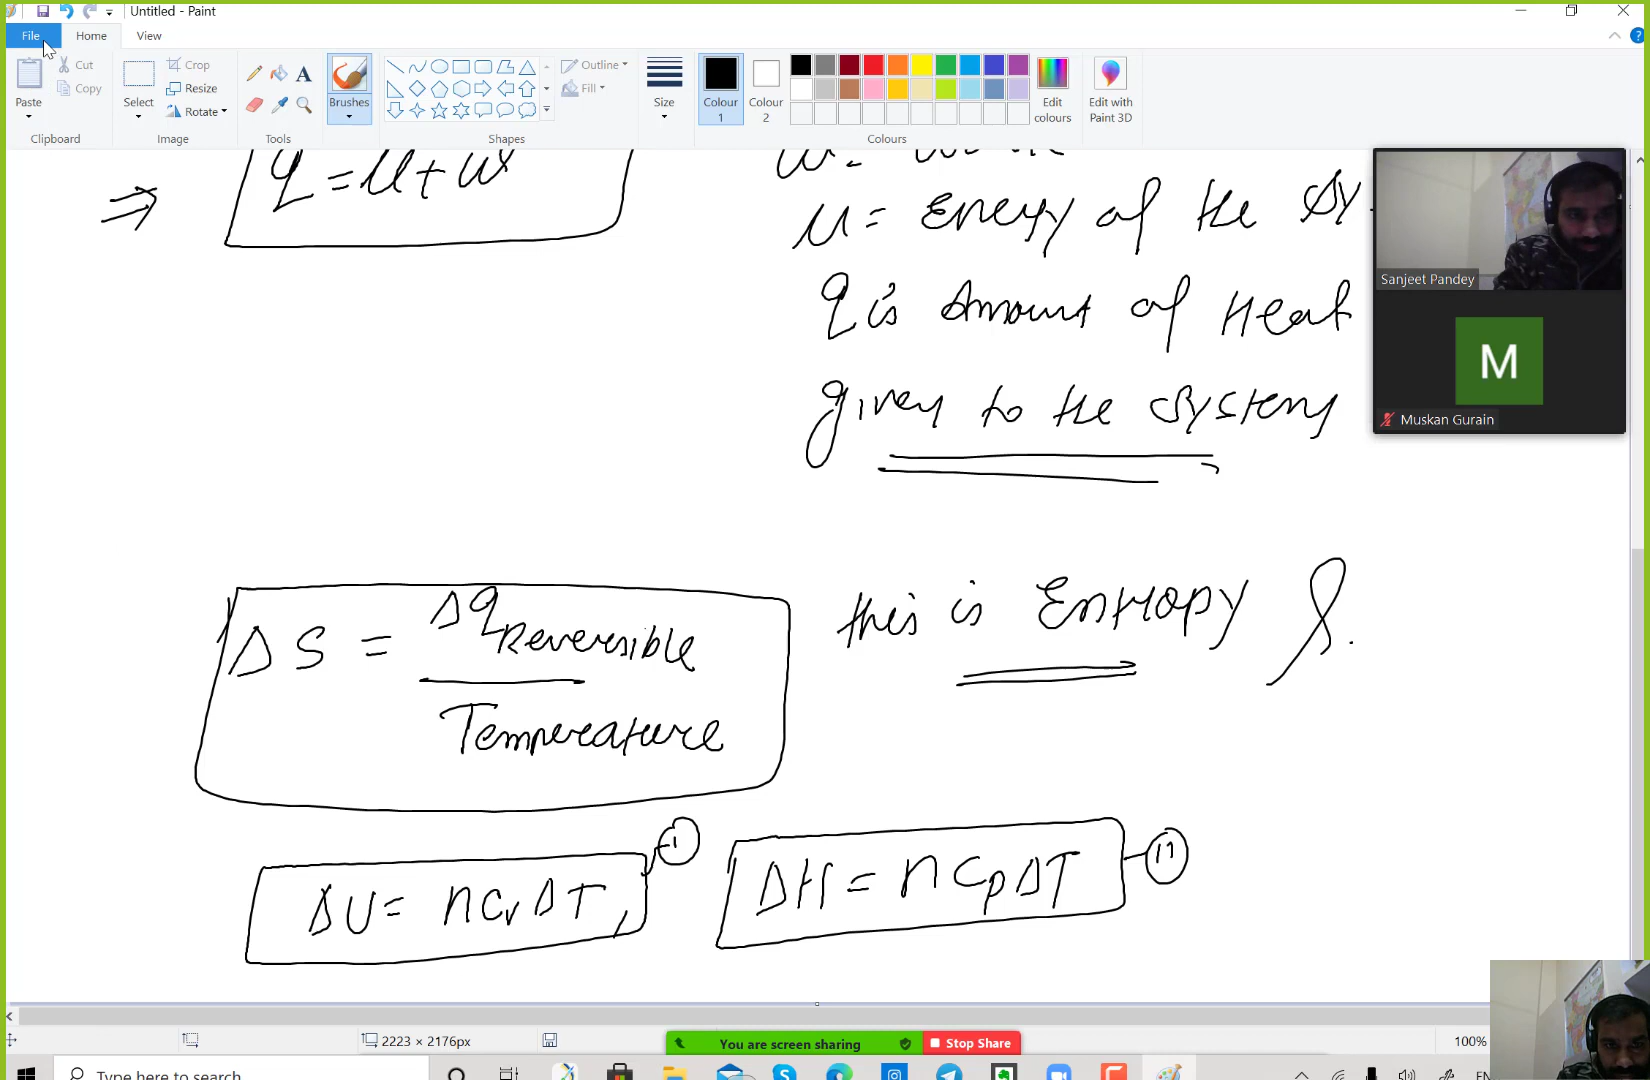 Untitled - Paint
File Home View
Paste
Cut
Copy
Clipboard
Select
Crop
Resize
Rotate
Image
A
Tools
Brushes
Outline
Fill
Shapes
Size
Colour
1
Colour
2
Edit
colours
Colours
Edit with
Paint 3D
?
⇒ q = u + w
u = Energy of the Sy
q is Amount of Heat
given to the System
ΔS = Δq Reversible
Temperature
this is Entropy S.
ΔU = nCvΔT, ①
ΔH = nCpΔT ⑪
Sanjeet Pandey
M
Muskan Gurain
2223 × 2176px
You are screen sharing
Stop Share
100%
Type here to search
EN